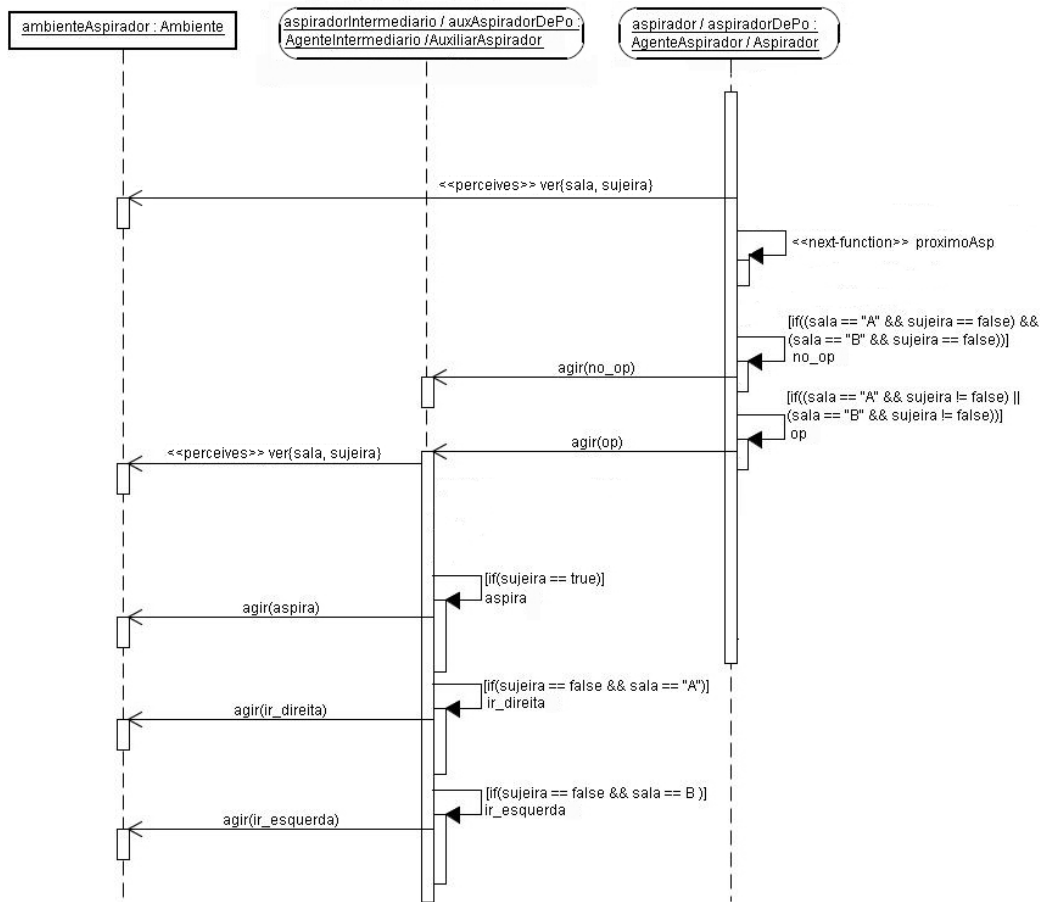 ambienteAspirador : Ambiente
aspiradorIntermediario / auxAspiradorDePo :
AgenteIntermediario /AuxiliarAspirador
aspirador / aspiradorDePo :
AgenteAspirador / Aspirador
<<perceives>> ver{sala, sujeira}
<<next-function>> proximoAsp
[if((sala == "A" && sujeira == false) &&
(sala == "B" && sujeira == false))]
no_op
agir(no_op)
[if((sala == "A" && sujeira != false) ||
(sala == "B" && sujeira != false))]
op
agir(op)
<<perceives>> ver{sala, sujeira}
[if(sujeira == true)]
aspira
agir(aspira)
[if(sujeira == false && sala == "A")]
ir_direita
agir(ir_direita)
[if(sujeira == false && sala == B )]
ir_esquerda
agir(ir_esquerda)